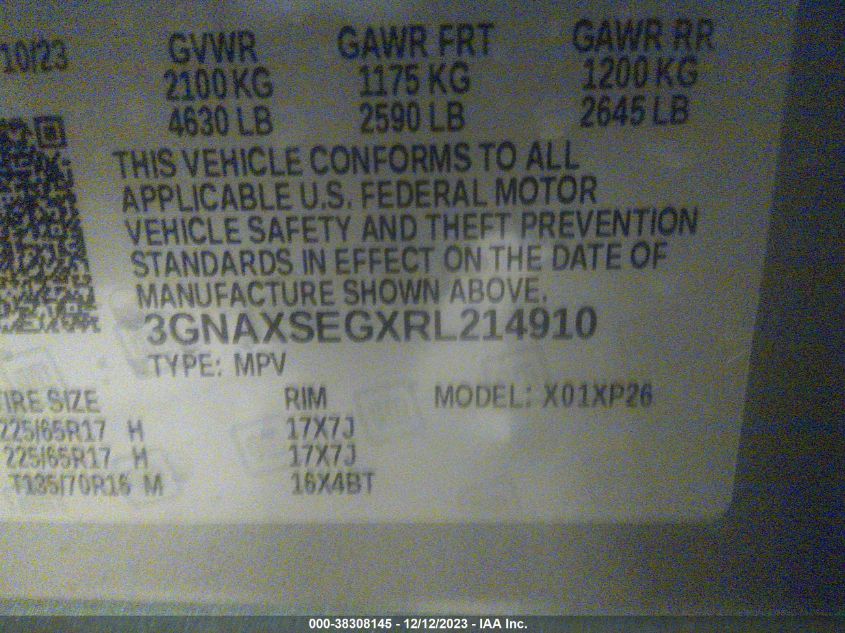 10/23 GVWR GAWR FRT GAWR RR
2100 KG 1175 KG 1200 KG
4630 LB 2590 LB 2645 LB
THIS VEHICLE CONFORMS TO ALL
APPLICABLE U.S. FEDERAL MOTOR
VEHICLE SAFETY AND THEFT PREVENTION
STANDARDS IN EFFECT ON THE DATE OF
MANUFACTURE SHOWN ABOVE.
3GNAXSEGXRL214910
TYPE: MPV
TIRE SIZE RIM MODEL: X01XP26
225/65R17 H 17X7J
225/65R17 H 17X7J
T135/70R16 M 16X4BT
000-38308145 - 12/12/2023 - IAA Inc.